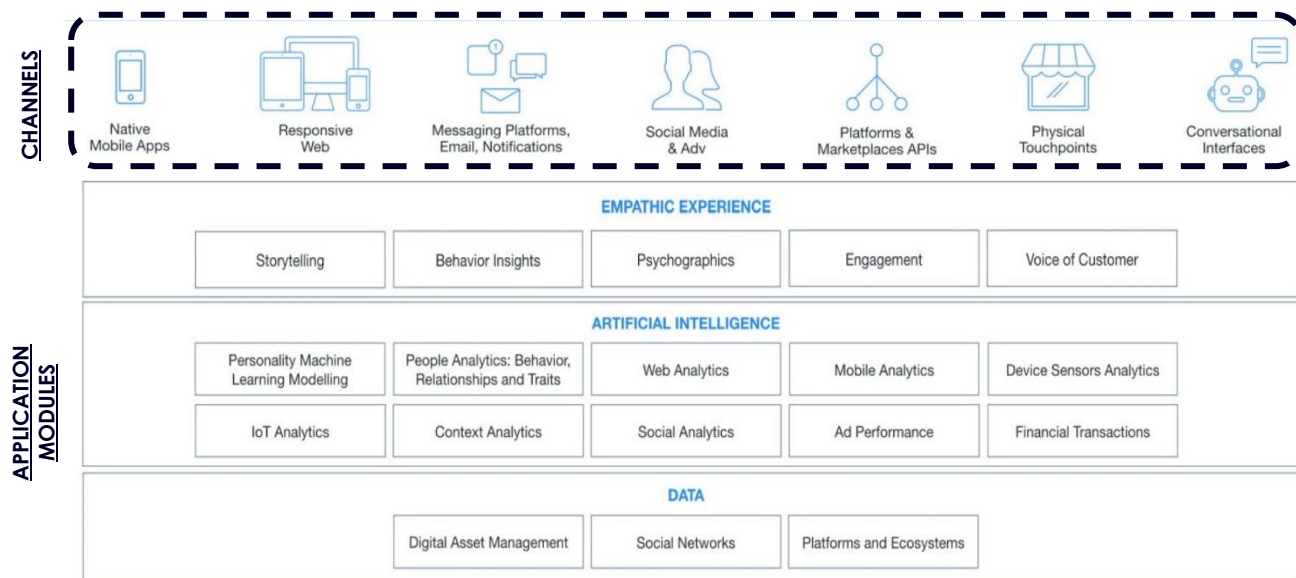 CHANNELS
1
Native
Mobile Apps
Responsive
Web
Messaging Platforms,
Email, Notifications
Social Media
& Adv
Platforms &
Marketplaces APIs
Physical
Touchpoints
Conversational
Interfaces
APPLICATION
MODULES
EMPATHIC EXPERIENCE
Storytelling
Behavior Insights
Psychographics
Engagement
Voice of Customer
ARTIFICIAL INTELLIGENCE
Personality Machine
Learning Modelling
People Analytics: Behavior,
Relationships and Traits
Web Analytics
Mobile Analytics
Device Sensors Analytics
IoT Analytics
Context Analytics
Social Analytics
Ad Performance
Financial Transactions
DATA
Digital Asset Management
Social Networks
Platforms and Ecosystems